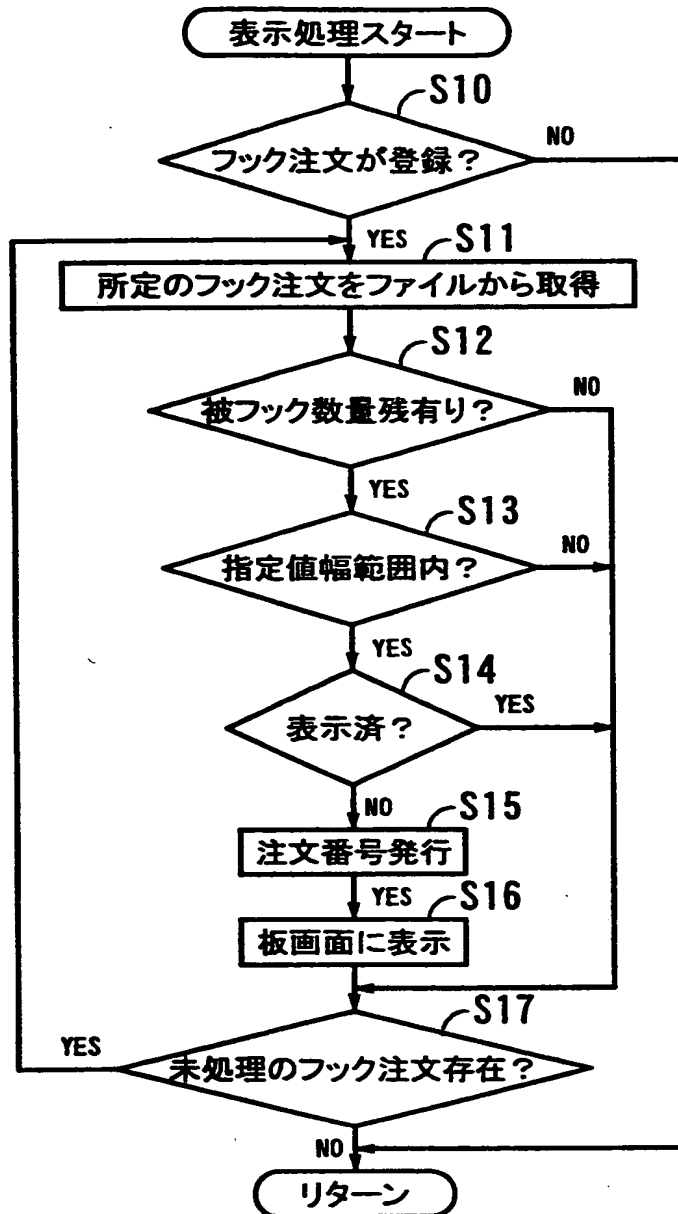 表示処理スタート
S10
フック注文が登録？
NO
YES
S11
所定のフック注文をファイルから取得
S12
被フック数量残有り？
NO
YES
S13
指定値幅範囲内？
NO
YES
S14
表示済？
YES
NO
S15
注文番号発行
YES
S16
板画面に表示
S17
YES
未処理のフック注文存在？
NO
リターン